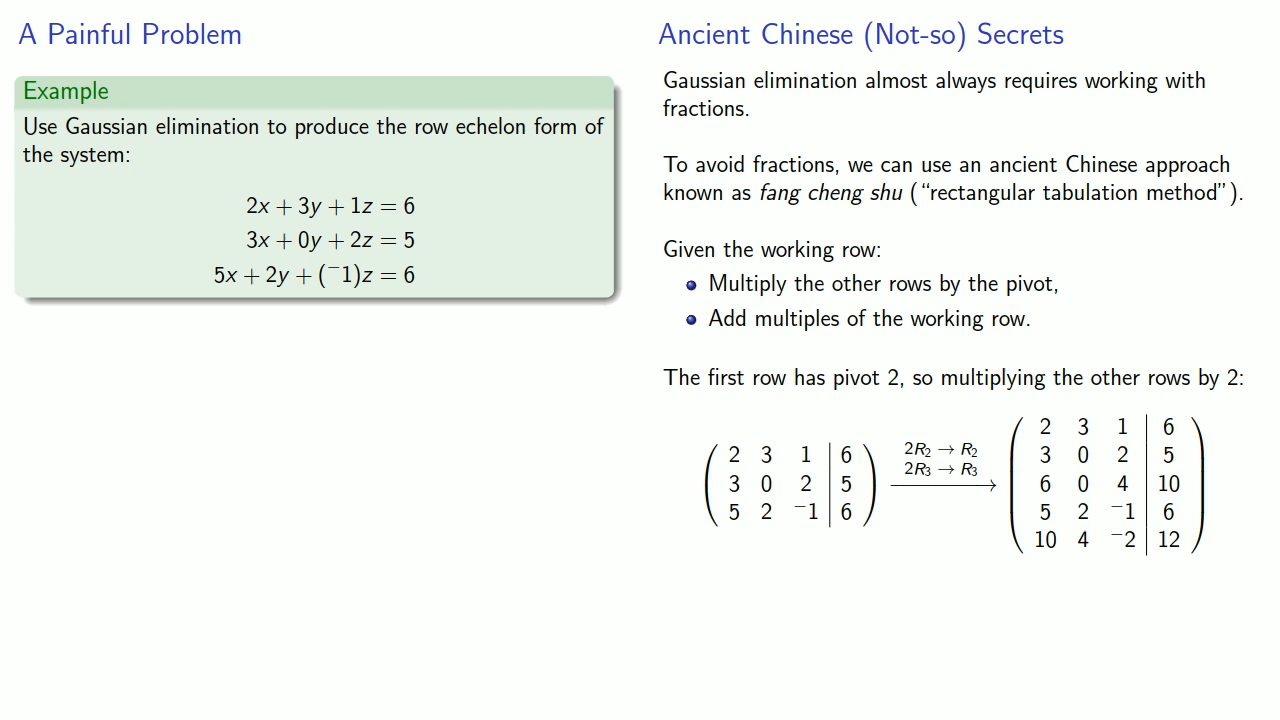 A Painful Problem
Example
Use Gaussian elimination to produce the row echelon form of
the system:
2x + 3y + 1z = 6
3x + 0y + 2z = 5
5x + 2y + (⁻1)z = 6
Ancient Chinese (Not-so) Secrets
Gaussian elimination almost always requires working with
fractions.
To avoid fractions, we can use an ancient Chinese approach
known as fang cheng shu (“rectangular tabulation method”).
Given the working row:
Multiply the other rows by the pivot,
Add multiples of the working row.
The first row has pivot 2, so multiplying the other rows by 2:
2 3 1 | 6
3 0 2 | 5
5 2 ⁻1 | 6
2R₂ → R₂
2R₃ → R₃
2 3 1 | 6
3 0 2 | 5
6 0 4 | 10
5 2 ⁻1 | 6
10 4 ⁻2 | 12